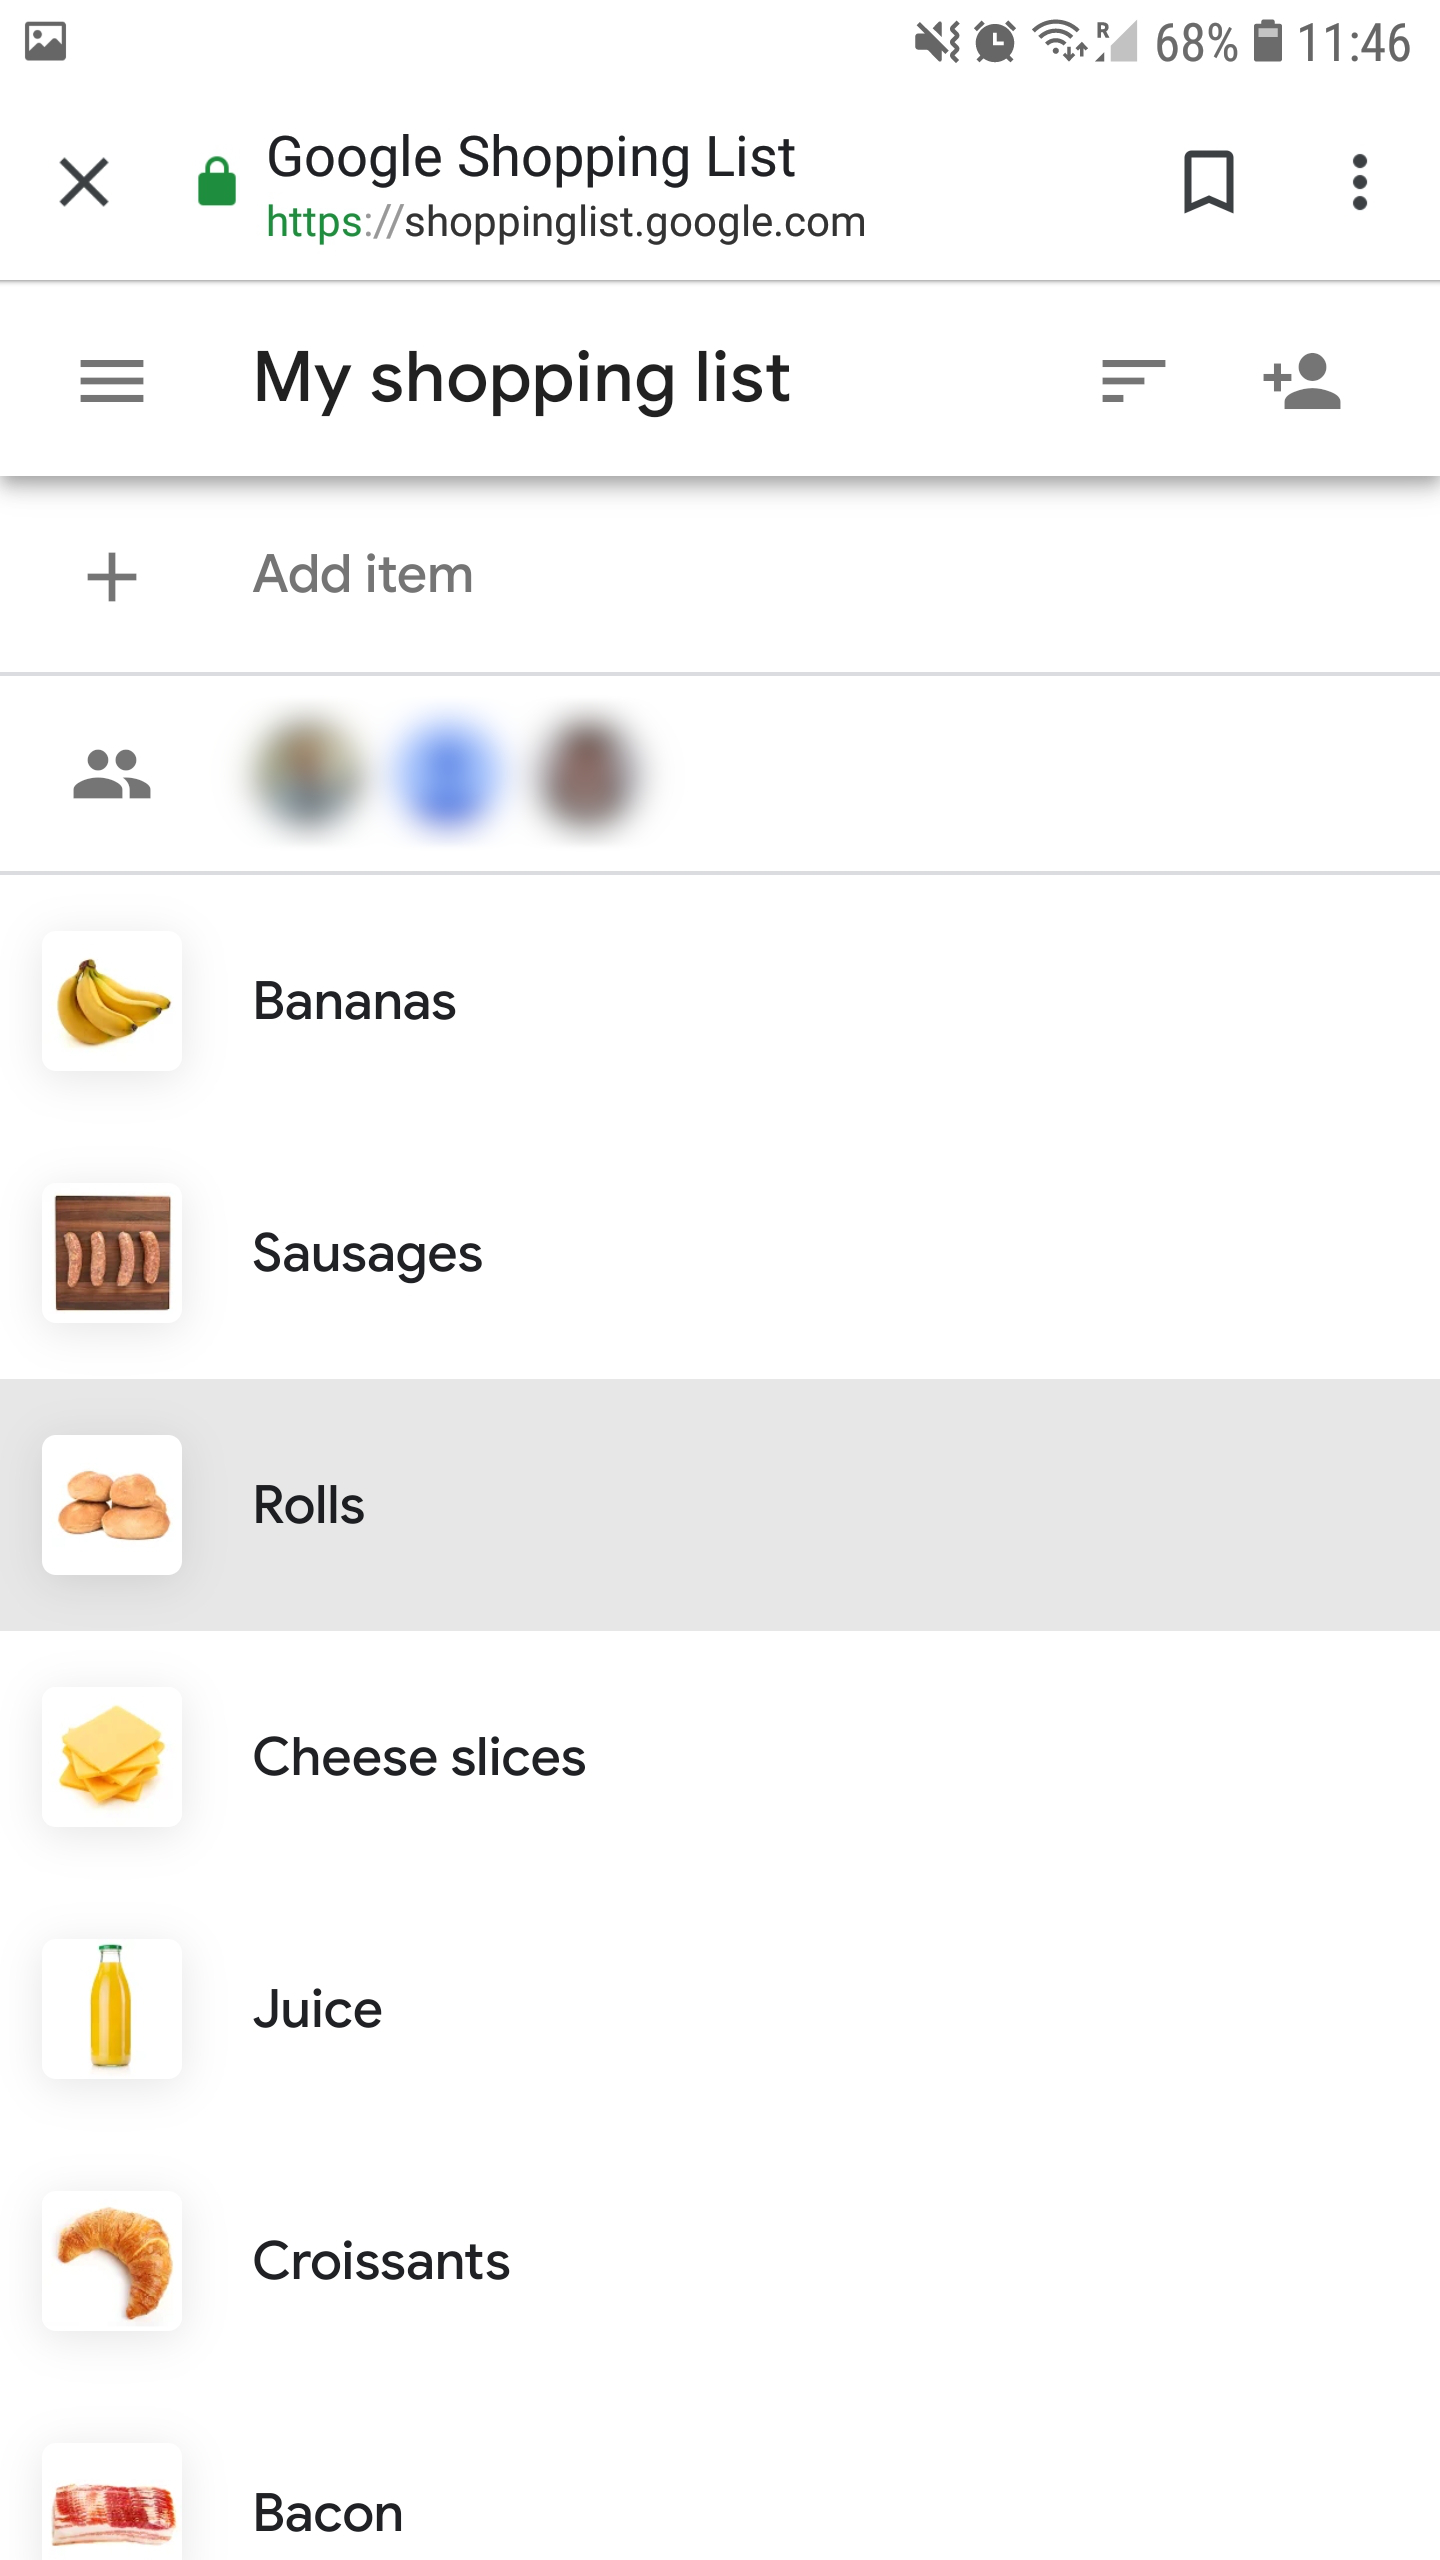 R 68% 11:46
Google Shopping List
https://shoppinglist.google.com
My shopping list
Add item
Bananas
Sausages
Rolls
Cheese slices
Juice
Croissants
Bacon